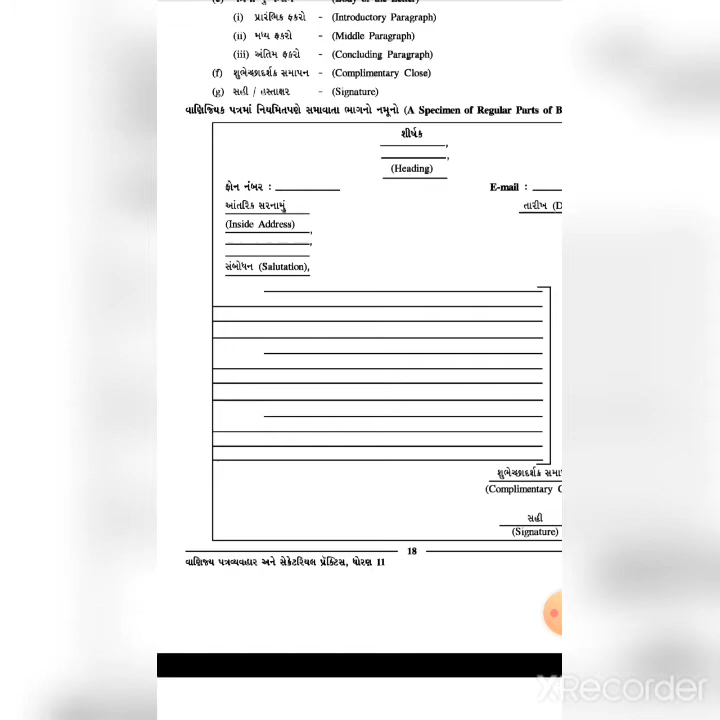 (i) પ્રારંભિક ફકરો - (Introductory Paragraph)
(ii) મધ્ય ફકરો - (Middle Paragraph)
(iii) અંતિમ ફકરો - (Concluding Paragraph)
(f) શુભેચ્છાદર્શક સમાપન - (Complimentary Close)
(g) સહી / હસ્તાક્ષર - (Signature)
વાણિજ્યિક પત્રમાં નિયમિતપણે સમાવાતા ભાગનો નમૂનો (A Specimen of Regular Parts of B
શીર્ષક
(Heading)
ફોન નંબર : E-mail :
આંતરિક સરનામું તારીખ (D
(Inside Address)
સંબોધન (Salutation),
શુભેચ્છાદર્શક સમા
(Complimentary C
સહી
(Signature)
18
વાણિજ્ય પત્રવ્યવહાર અને સેક્રેટરિયલ પ્રૅક્ટિસ, ધોરણ 11
XRecorder